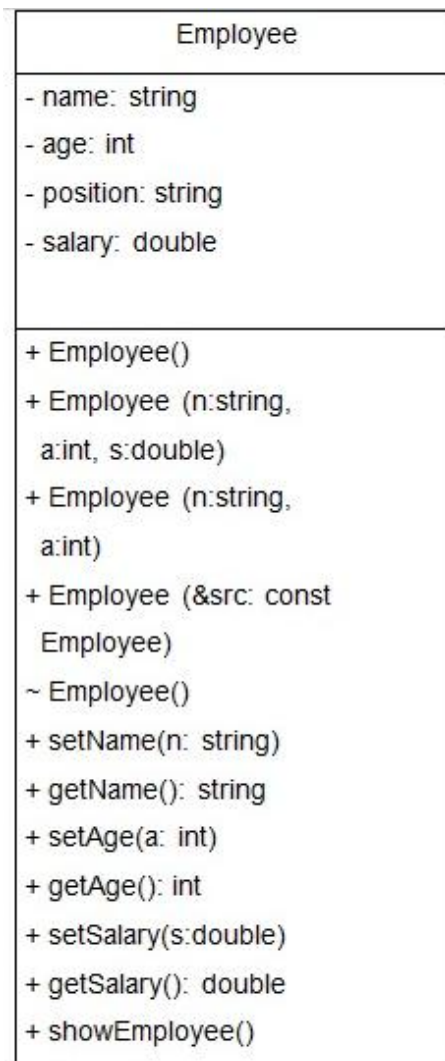 Employee
- name: string
- age: int
- position: string
- salary: double
+ Employee()
+ Employee (n:string,
a:int, s:double)
+ Employee (n:string,
a:int)
+ Employee (&src: const
Employee)
~ Employee()
+ setName(n: string)
+ getName(): string
+ setAge(a: int)
+ getAge(): int
+ setSalary(s:double)
+ getSalary(): double
+ showEmployee()